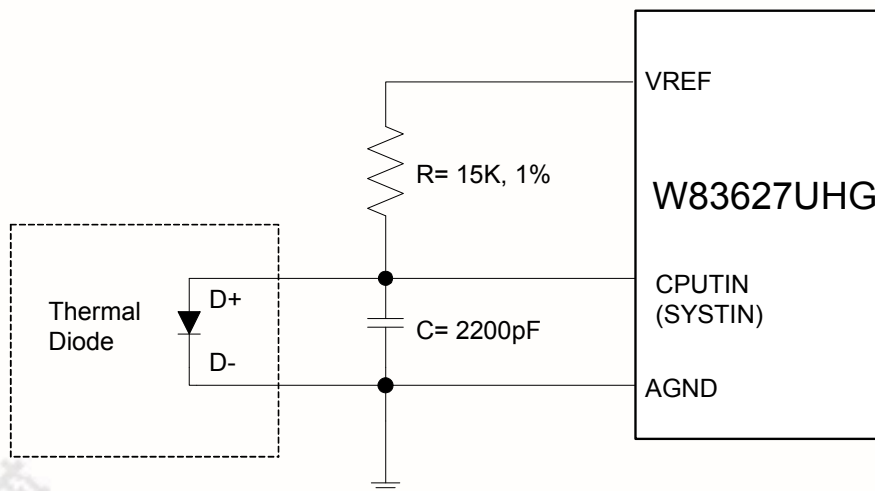 VREF
R= 15K, 1%
W83627UHG
Thermal
Diode
D+
D-
C= 2200pF
CPUTIN
(SYSTIN)
AGND